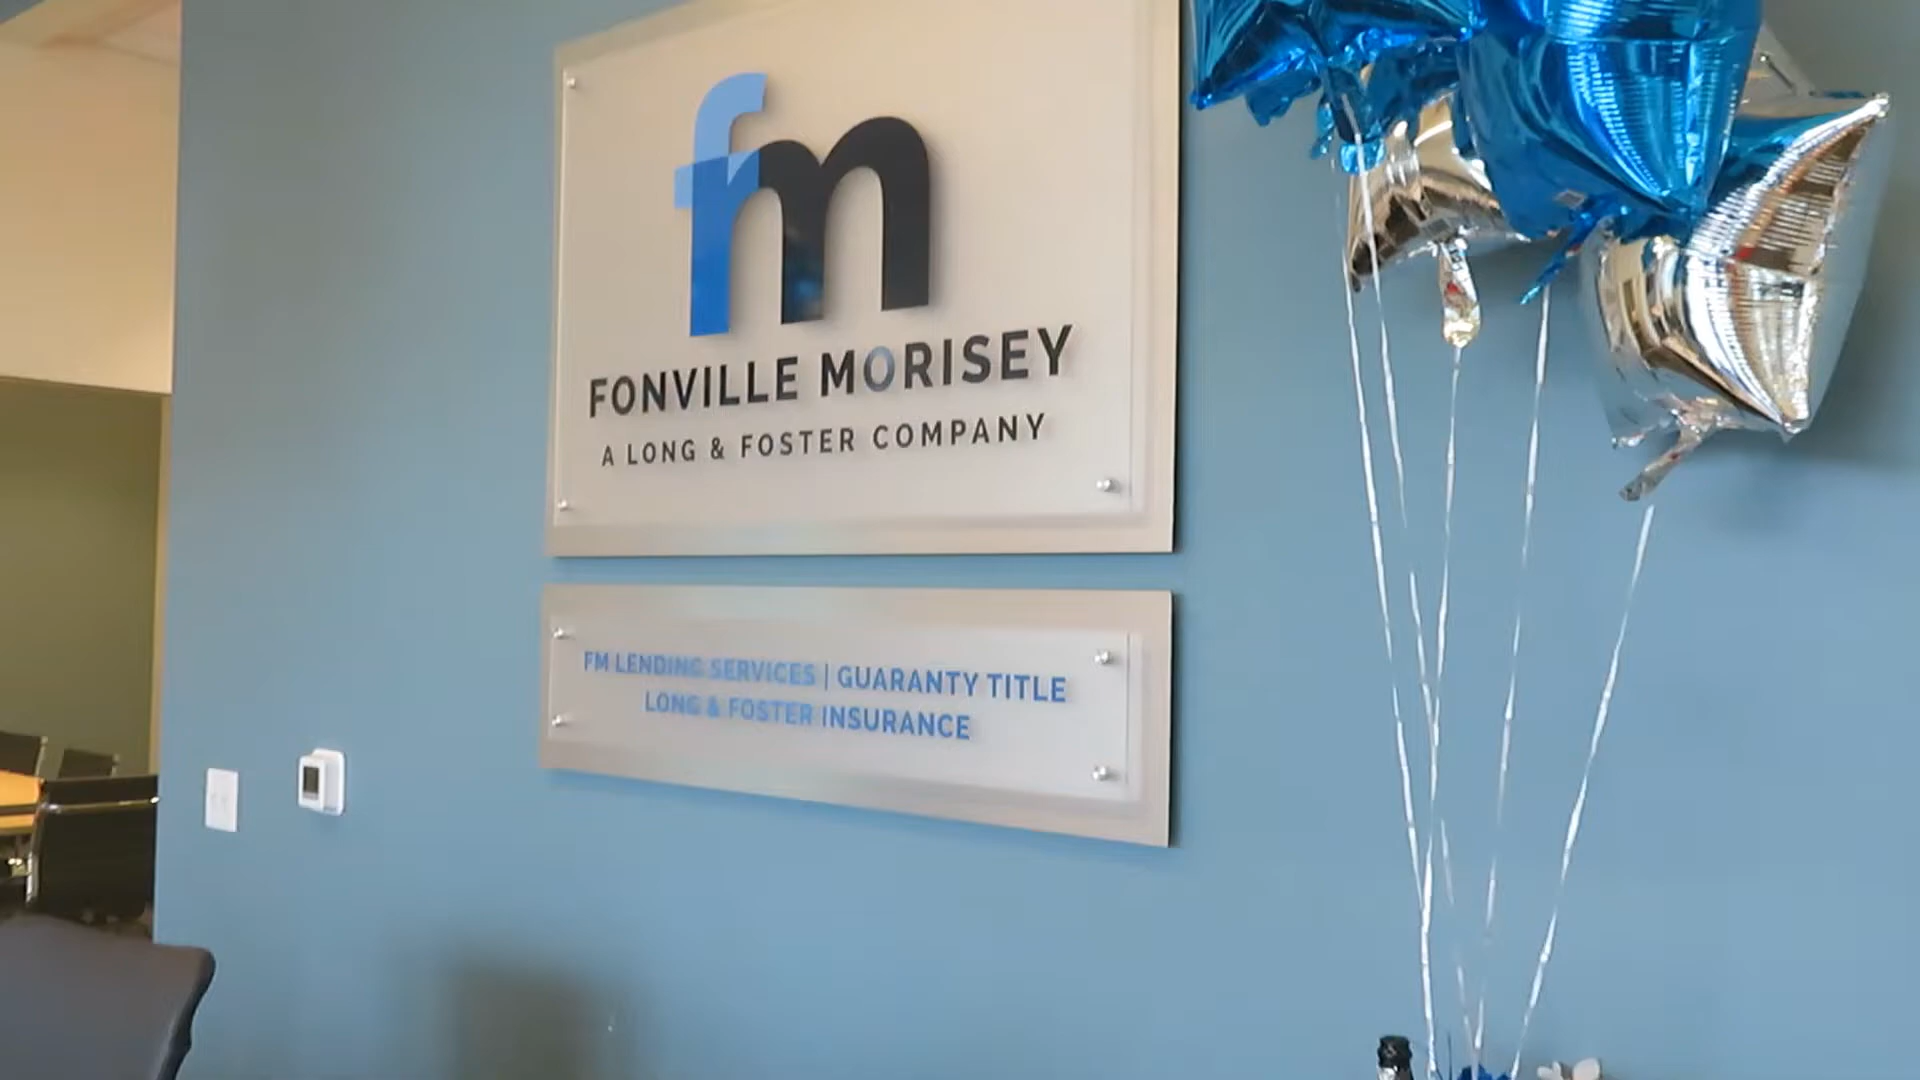 fm
FONVILLE MORISEY
A LONG & FOSTER COMPANY
FM LENDING SERVICES | GUARANTY TITLE
LONG & FOSTER INSURANCE